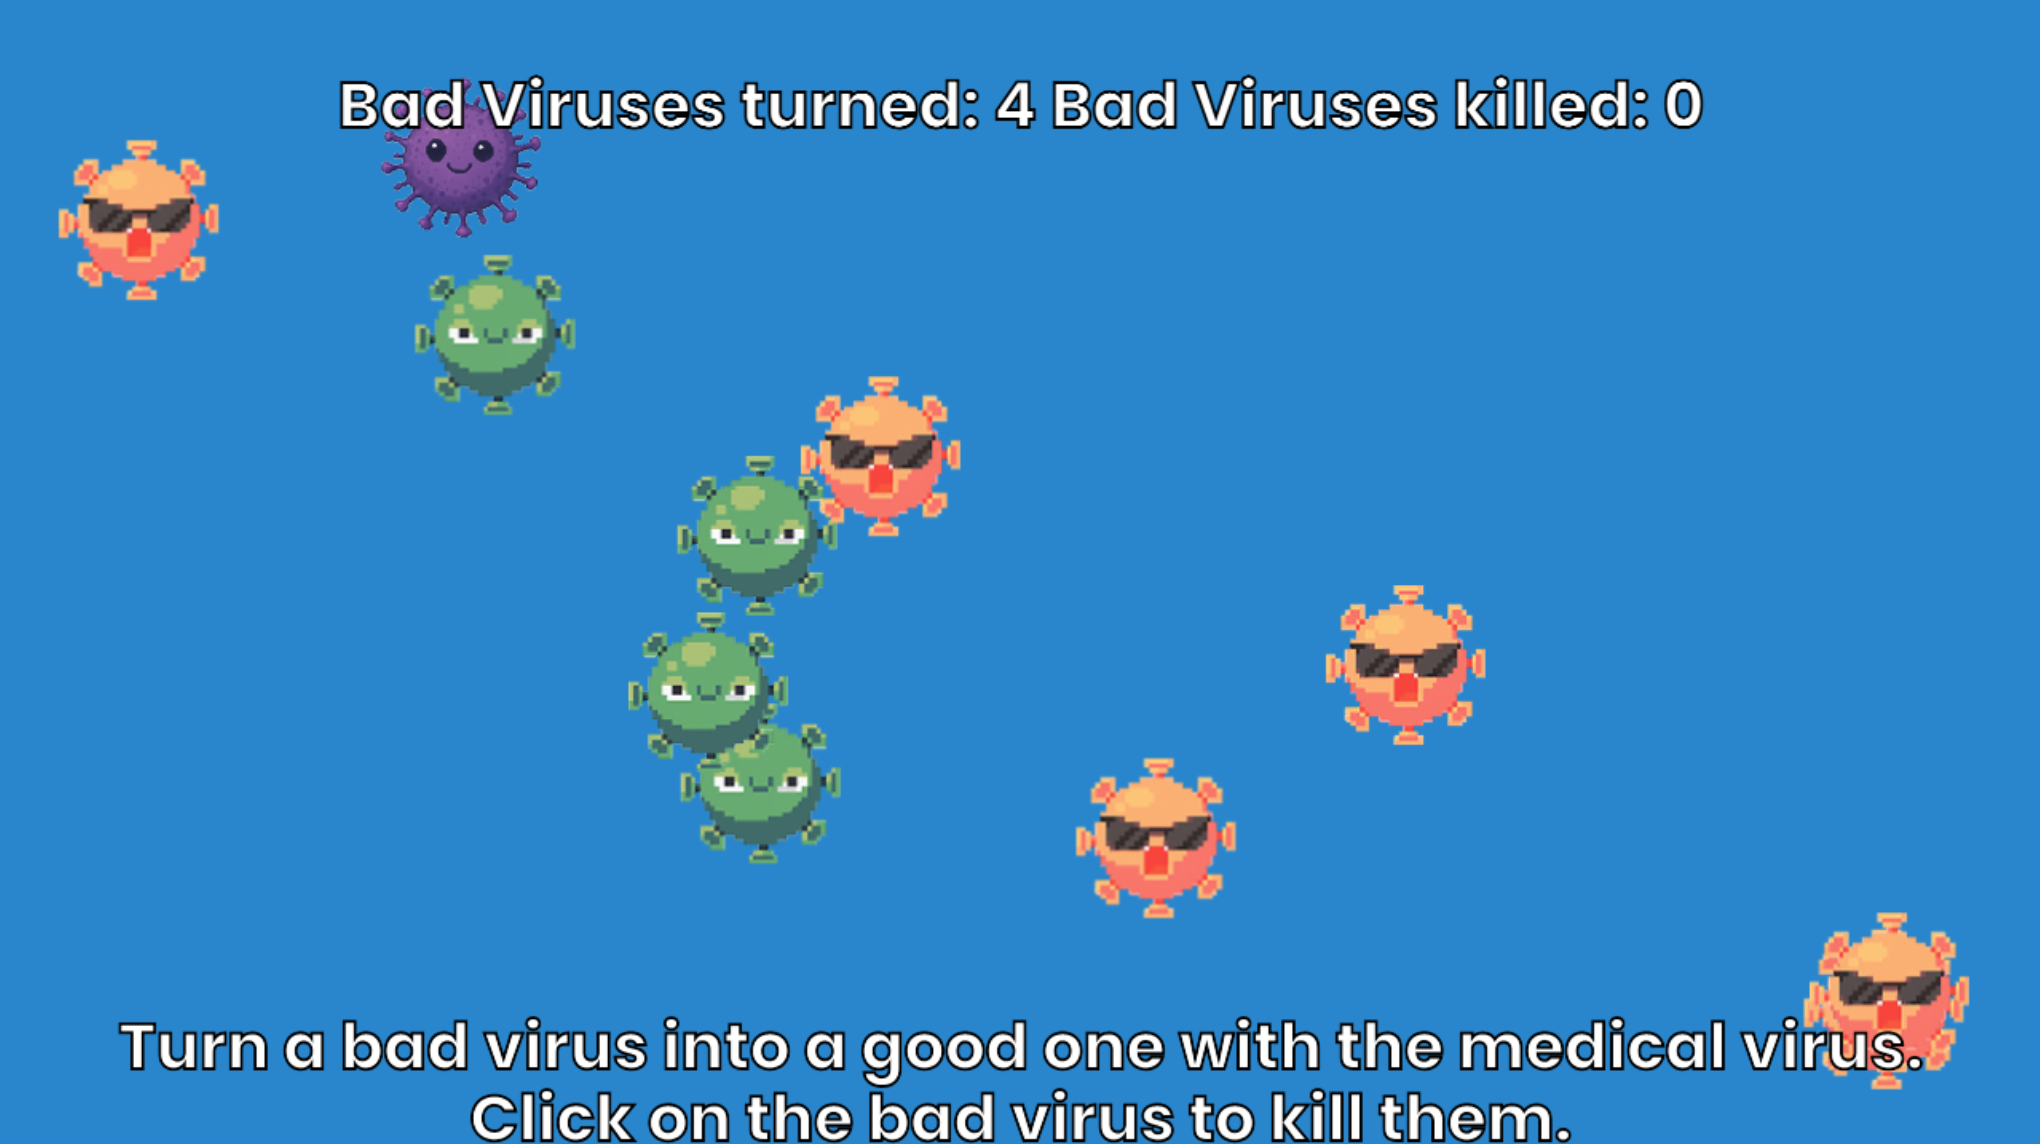 Bad Viruses turned: 4 Bad Viruses killed: 0
Turn a bad virus into a good one with the medical virus.
Click on the bad virus to kill them.